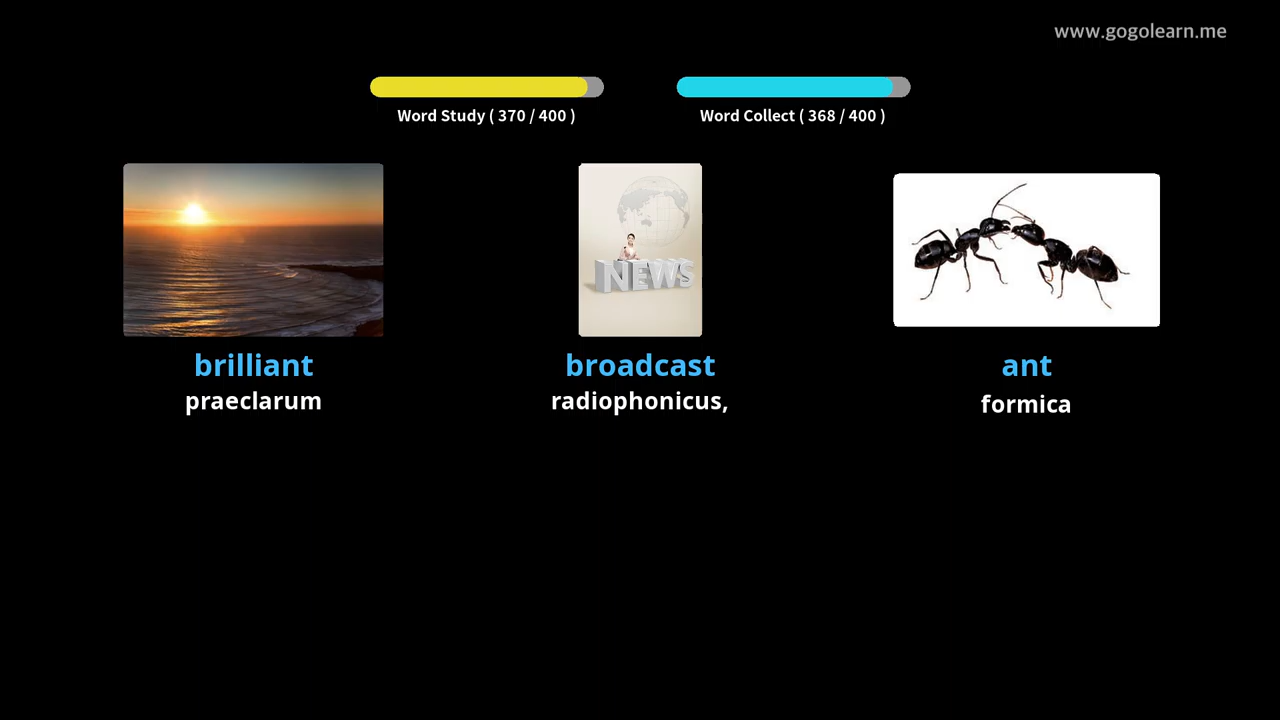 www.gogolearn.me
Word Study ( 370 / 400 )
Word Collect ( 368 / 400 )
NEWS
brilliant
praeclarum
broadcast
radiophonicus,
ant
formica